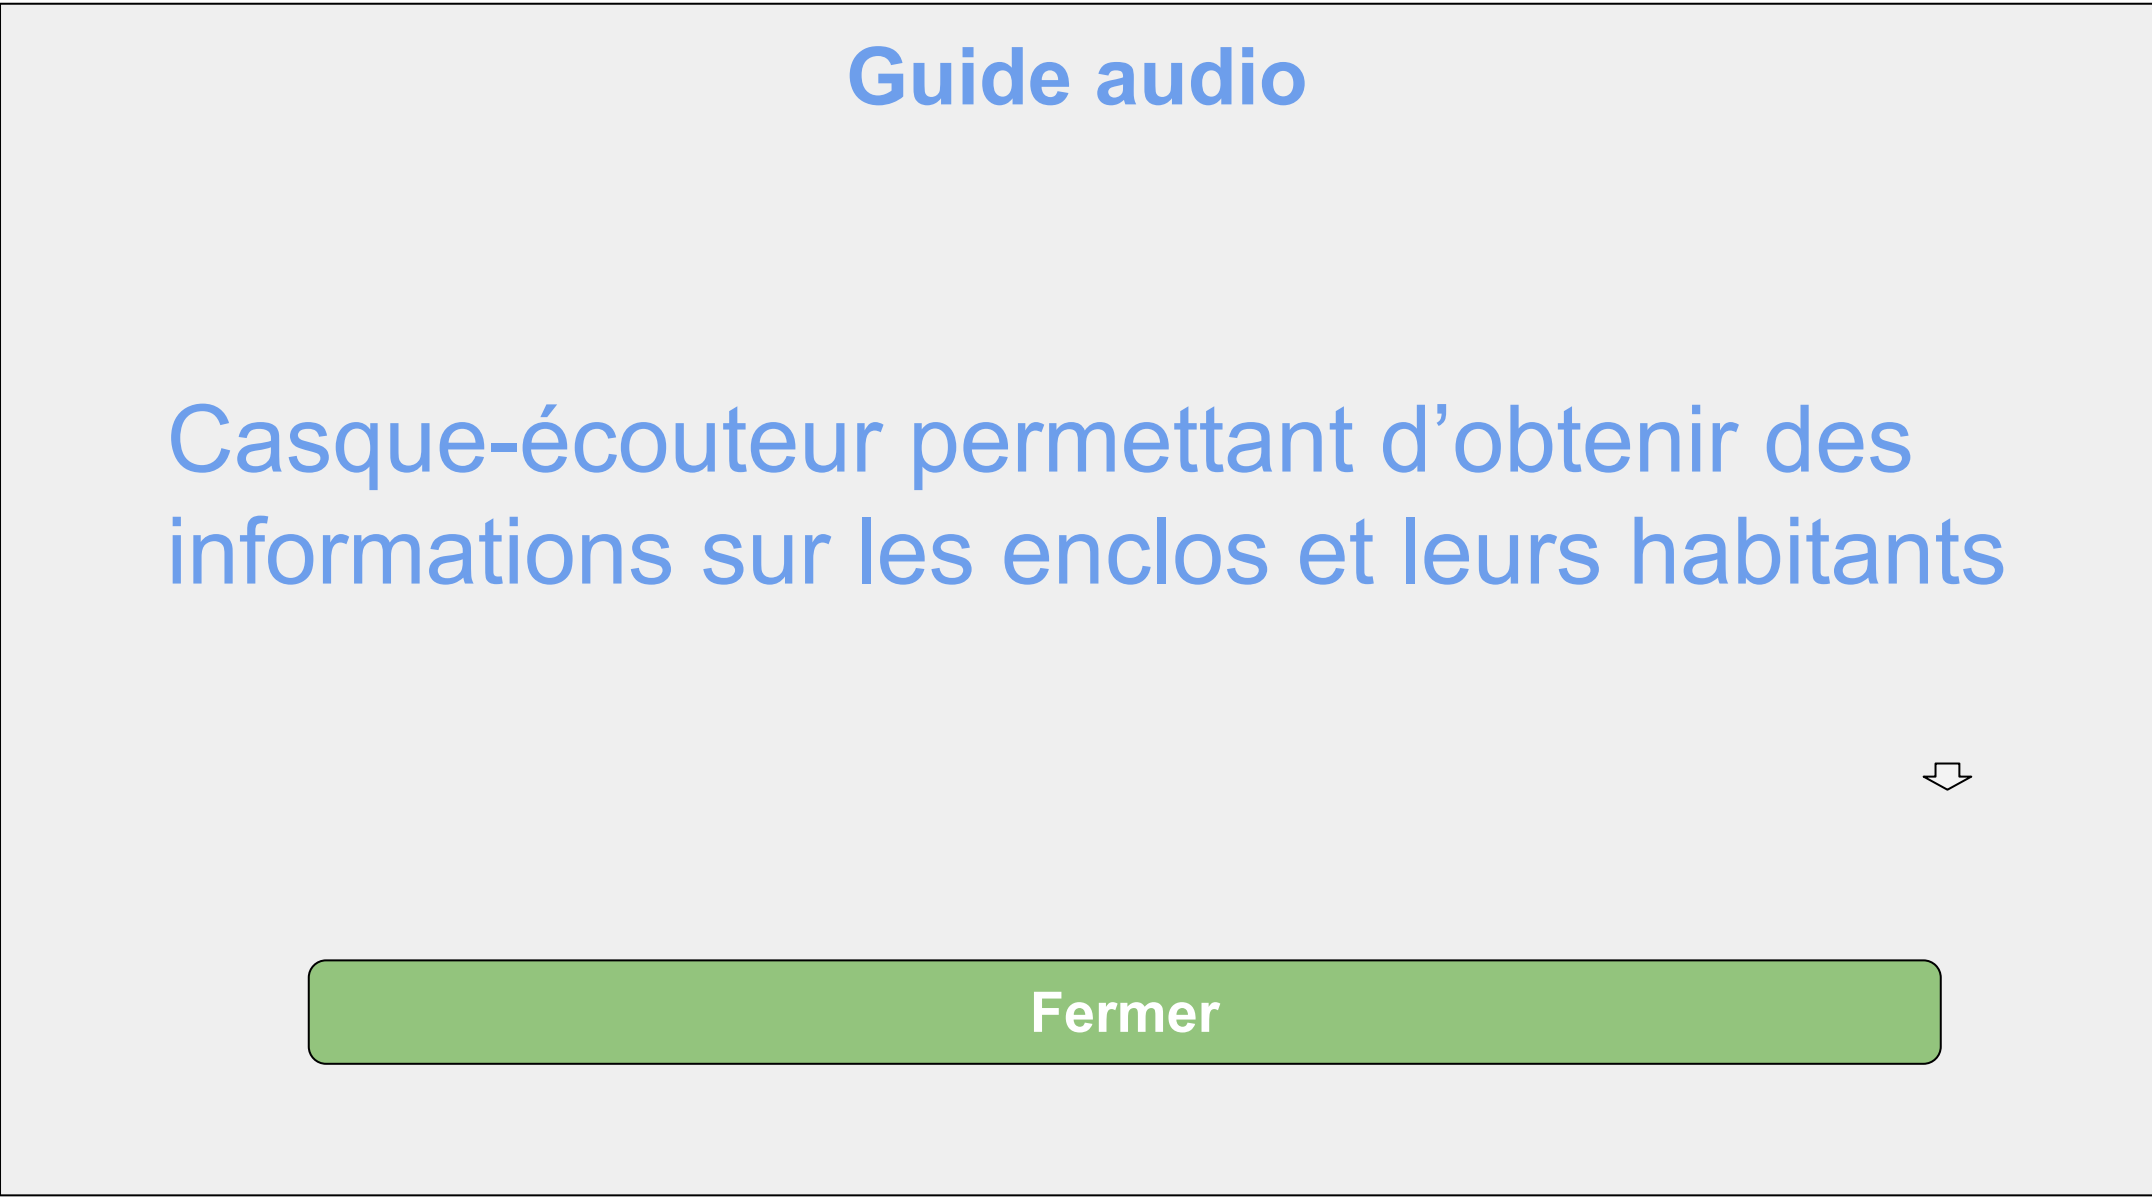 Guide audio
Casque-écouteur permettant d’obtenir des
informations sur les enclos et leurs habitants
Fermer